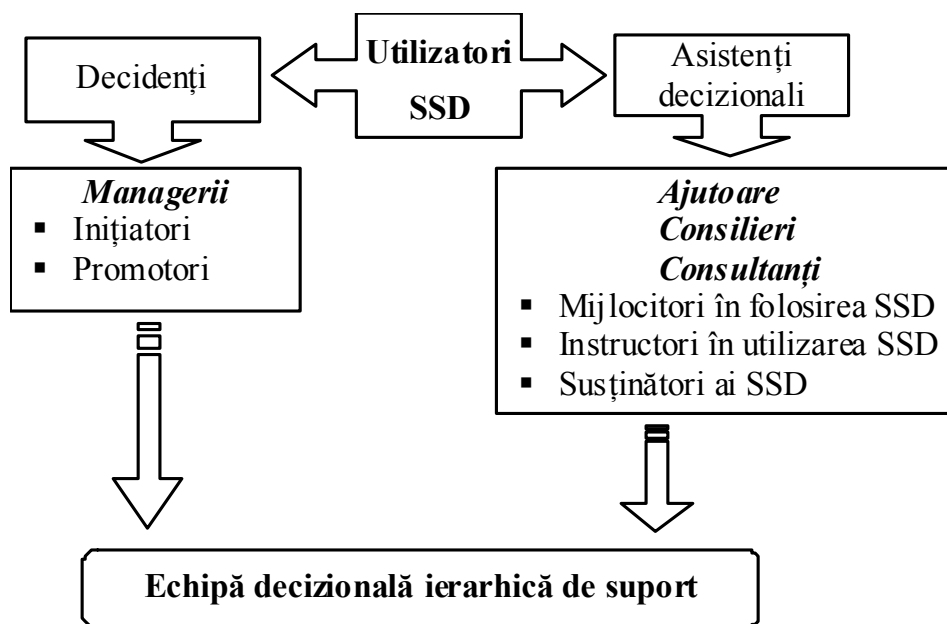 Utilizatori
SSD
Decidenți
Asistenți
decizionali
Managerii
▪ Inițiatori
▪ Promotori
Ajutoare
Consilieri
Consultanți
▪ Mijlocitori în folosirea SSD
▪ Instructori în utilizarea SSD
▪ Susținători ai SSD
Echipă decizională ierarhică de suport